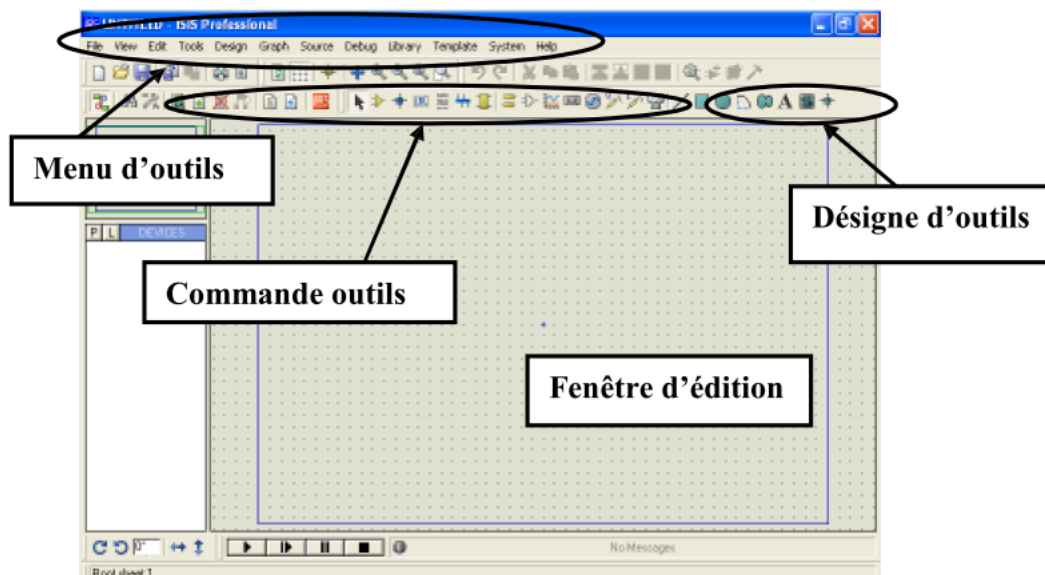 UNTITLED - ISIS Professional
File View Edit Tools Design Graph Source Debug Library Template System Help
Menu d’outils
Désigne d’outils
P L DEVICES
Commande outils
Fenêtre d’édition
0°
No Messages
Root sheet 1